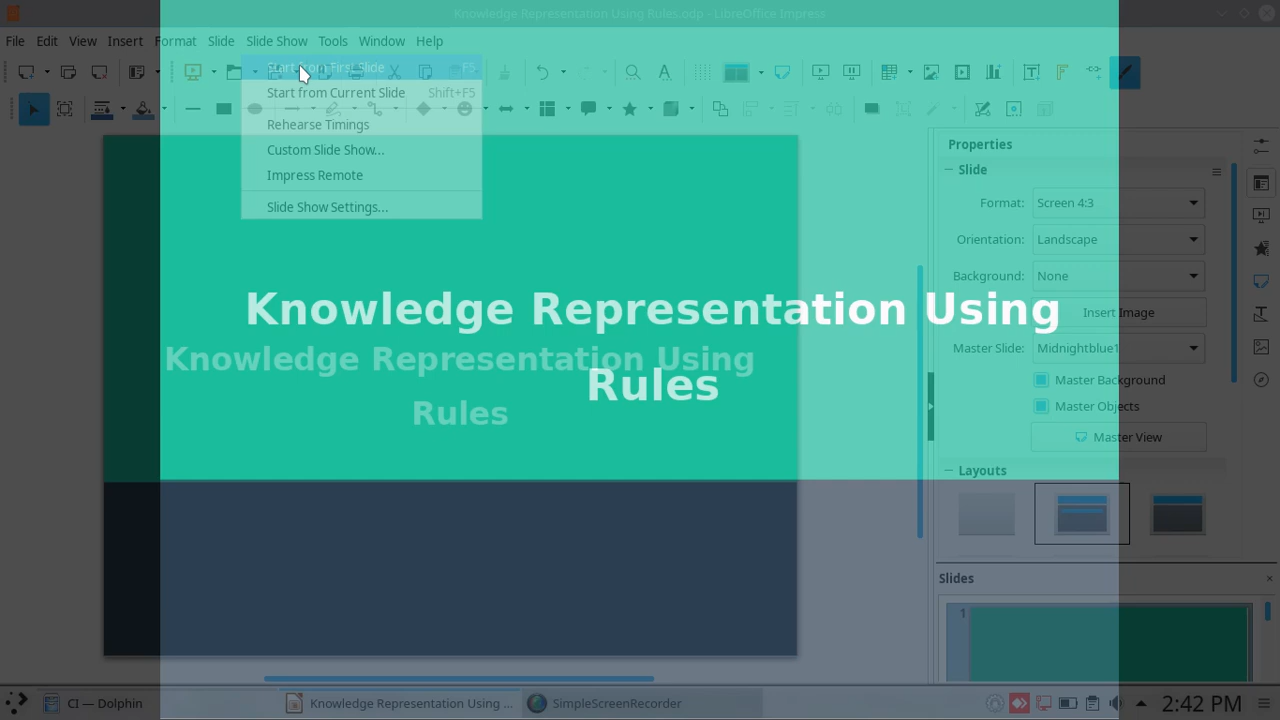 Knowledge Representation Using Rules.odp - LibreOffice Impress
File Edit View Insert Format Slide Slide Show Tools Window Help
Start from First Slide F5
Start from Current Slide Shift+F5
Rehearse Timings
Custom Slide Show...
Impress Remote
Slide Show Settings...
Knowledge Representation Using
Rules
Knowledge Representation Using
Rules
Properties
Slide
Format: Screen 4:3
Orientation: Landscape
Background: None
Insert Image
Master Slide: Midnightblue1
Master Background
Master Objects
Master View
Layouts
Slides
1
CI — Dolphin
Knowledge Representation Using ...
SimpleScreenRecorder
2:42 PM